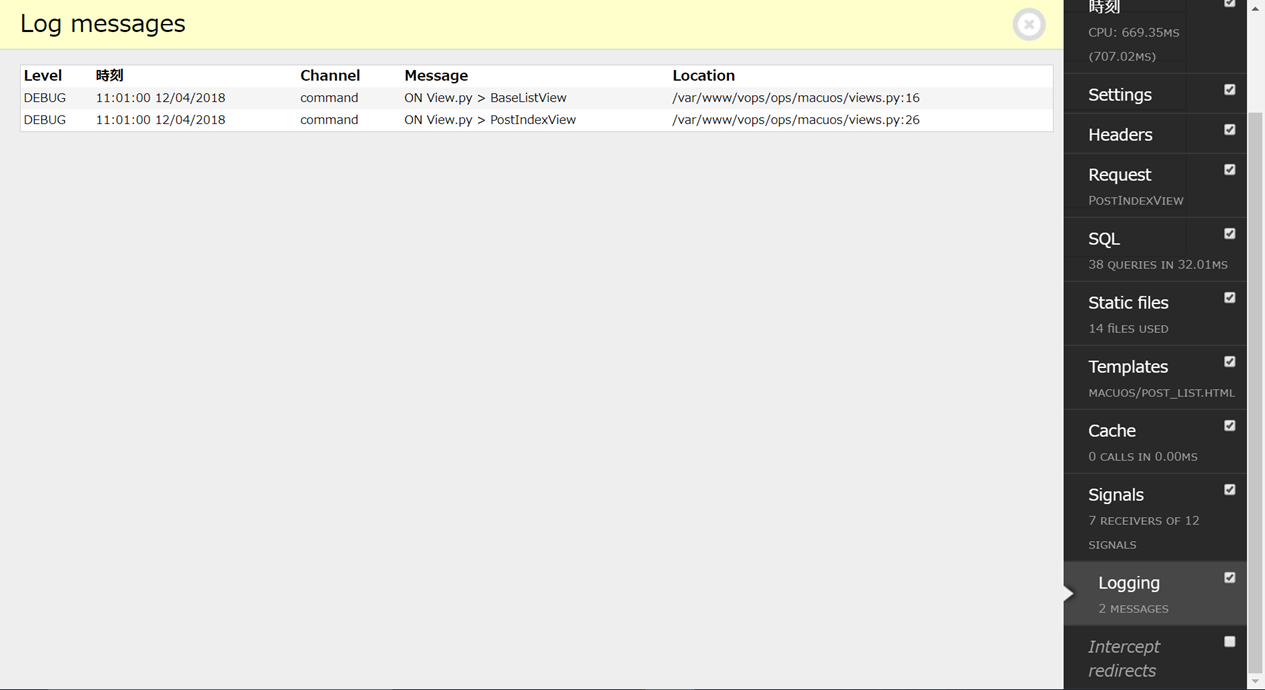 Log messages
Level 時刻 Channel Message Location
DEBUG 11:01:00 12/04/2018 command ON View.py > BaseListView /var/www/vops/ops/macuos/views.py:16
DEBUG 11:01:00 12/04/2018 command ON View.py > PostIndexView /var/www/vops/ops/macuos/views.py:26
時刻
CPU: 669.35MS
(707.02MS)
Settings
Headers
Request
POSTINDEXVIEW
SQL
38 QUERIES IN 32.01MS
Static files
14 FILES USED
Templates
MACUOS/POST_LIST.HTML
Cache
0 CALLS IN 0.00MS
Signals
7 RECEIVERS OF 12
SIGNALS
Logging
2 MESSAGES
Intercept
redirects